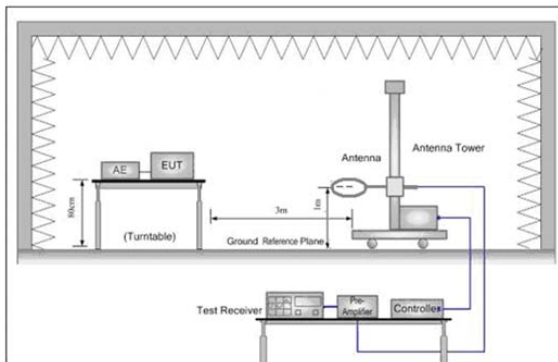 Antenna
Antenna Tower
AE
EUT
80cm
(Turntable)
3m
1m
Ground Reference Plane
Test Receiver
Pre-
Amplifier
Controller